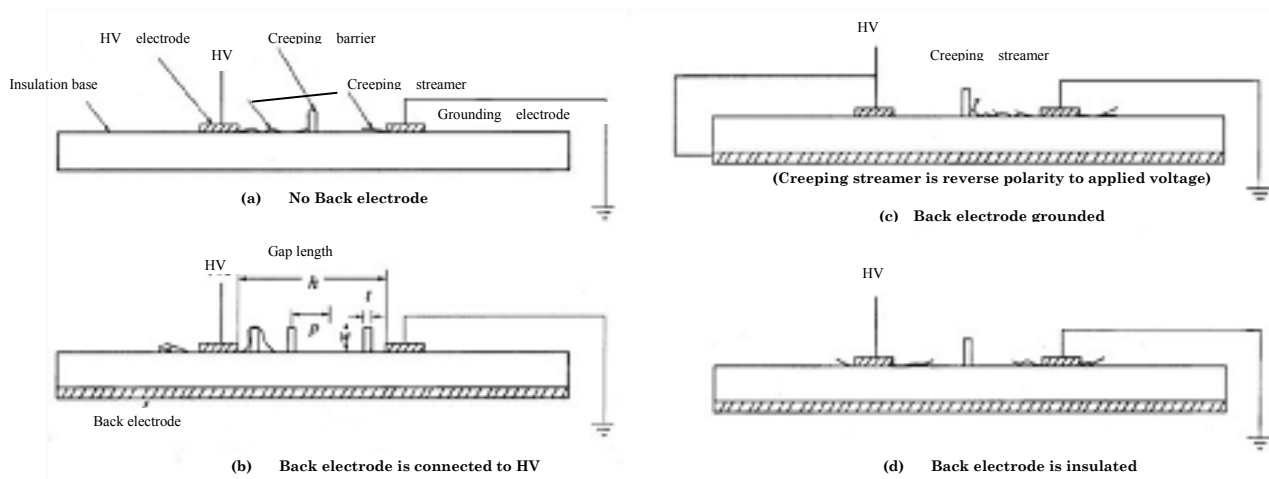 HV electrode
Creeping barrier
HV
Insulation base
Creeping streamer
Grounding electrode
(a) No Back electrode
HV
Creeping streamer
(Creeping streamer is reverse polarity to applied voltage)
(c) Back electrode grounded
Gap length
HV
h
t
p
Back electrode
(b) Back electrode is connected to HV
HV
(d) Back electrode is insulated